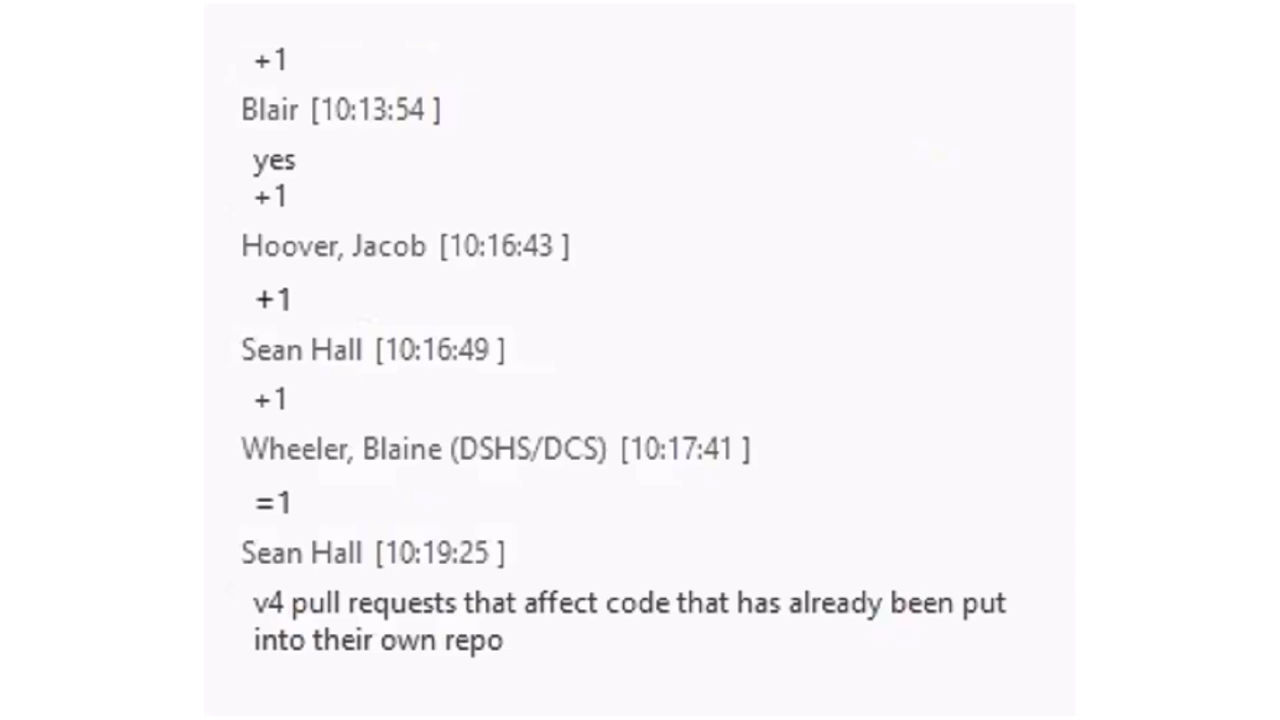 +1
Blair [10:13:54 ]
yes
+1
Hoover, Jacob [10:16:43 ]
+1
Sean Hall [10:16:49 ]
+1
Wheeler, Blaine (DSHS/DCS) [10:17:41 ]
=1
Sean Hall [10:19:25 ]
v4 pull requests that affect code that has already been put
into their own repo